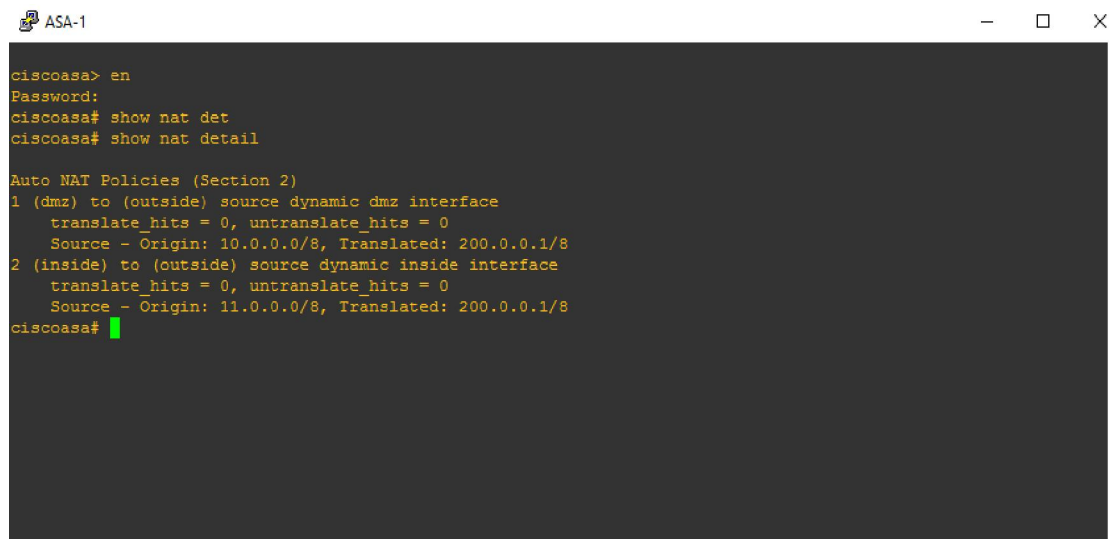 ASA-1
ciscoasa> en
Password:
ciscoasa# show nat det
ciscoasa# show nat detail
Auto NAT Policies (Section 2)
1 (dmz) to (outside) source dynamic dmz interface
translate_hits = 0, untranslate_hits = 0
Source - Origin: 10.0.0.0/8, Translated: 200.0.0.1/8
2 (inside) to (outside) source dynamic inside interface
translate_hits = 0, untranslate_hits = 0
Source - Origin: 11.0.0.0/8, Translated: 200.0.0.1/8
ciscoasa#